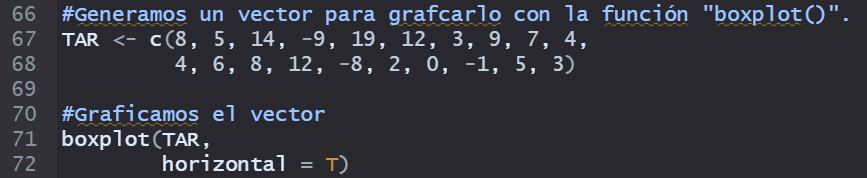 66 #Generamos un vector para grafcarlo con la función "boxplot()".
67 TAR <- c(8, 5, 14, -9, 19, 12, 3, 9, 7, 4,
68          4, 6, 8, 12, -8, 2, 0, -1, 5, 3)
69
70 #Graficamos el vector
71 boxplot(TAR,
72         horizontal = T)